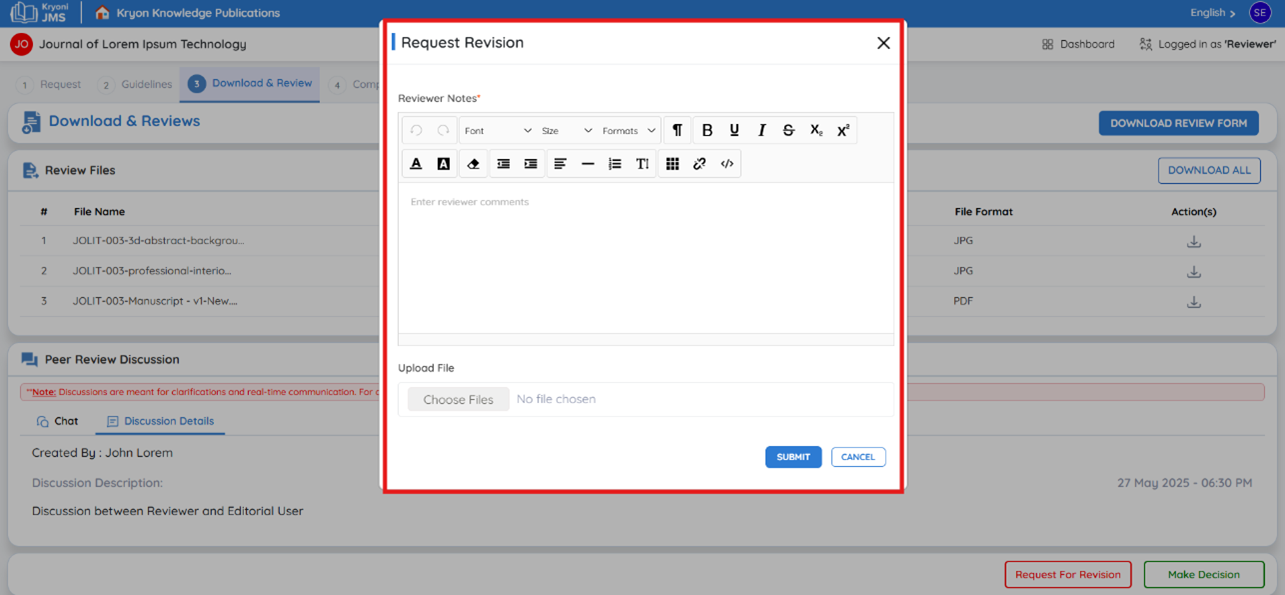 Kryoni
JMS
Kryon Knowledge Publications
English
SE
JO
Journal of Lorem Ipsum Technology
Dashboard
Logged in as 'Reviewer'
1 Request
2 Guidelines
3 Download & Review
4
Download & Reviews
DOWNLOAD REVIEW FORM
Review Files
DOWNLOAD ALL
# File Name File Format Action(s)
1 JOLIT-003-3d-abstract-backgrou... JPG
2 JOLIT-003-professional-interio... JPG
3 JOLIT-003-Manuscript - v1-New.... PDF
Peer Review Discussion
**Note: Discussions are meant for clarifications and real-time communication. For
Chat
Discussion Details
Created By : John Lorem
Discussion Description:
27 May 2025 - 06:30 PM
Discussion between Reviewer and Editorial User
Request For Revision
Make Decision
Request Revision
Reviewer Notes*
Font Size Formats ¶ B U I S X₂ X²
A A T </>
Enter reviewer comments
Upload File
Choose Files No file chosen
SUBMIT
CANCEL